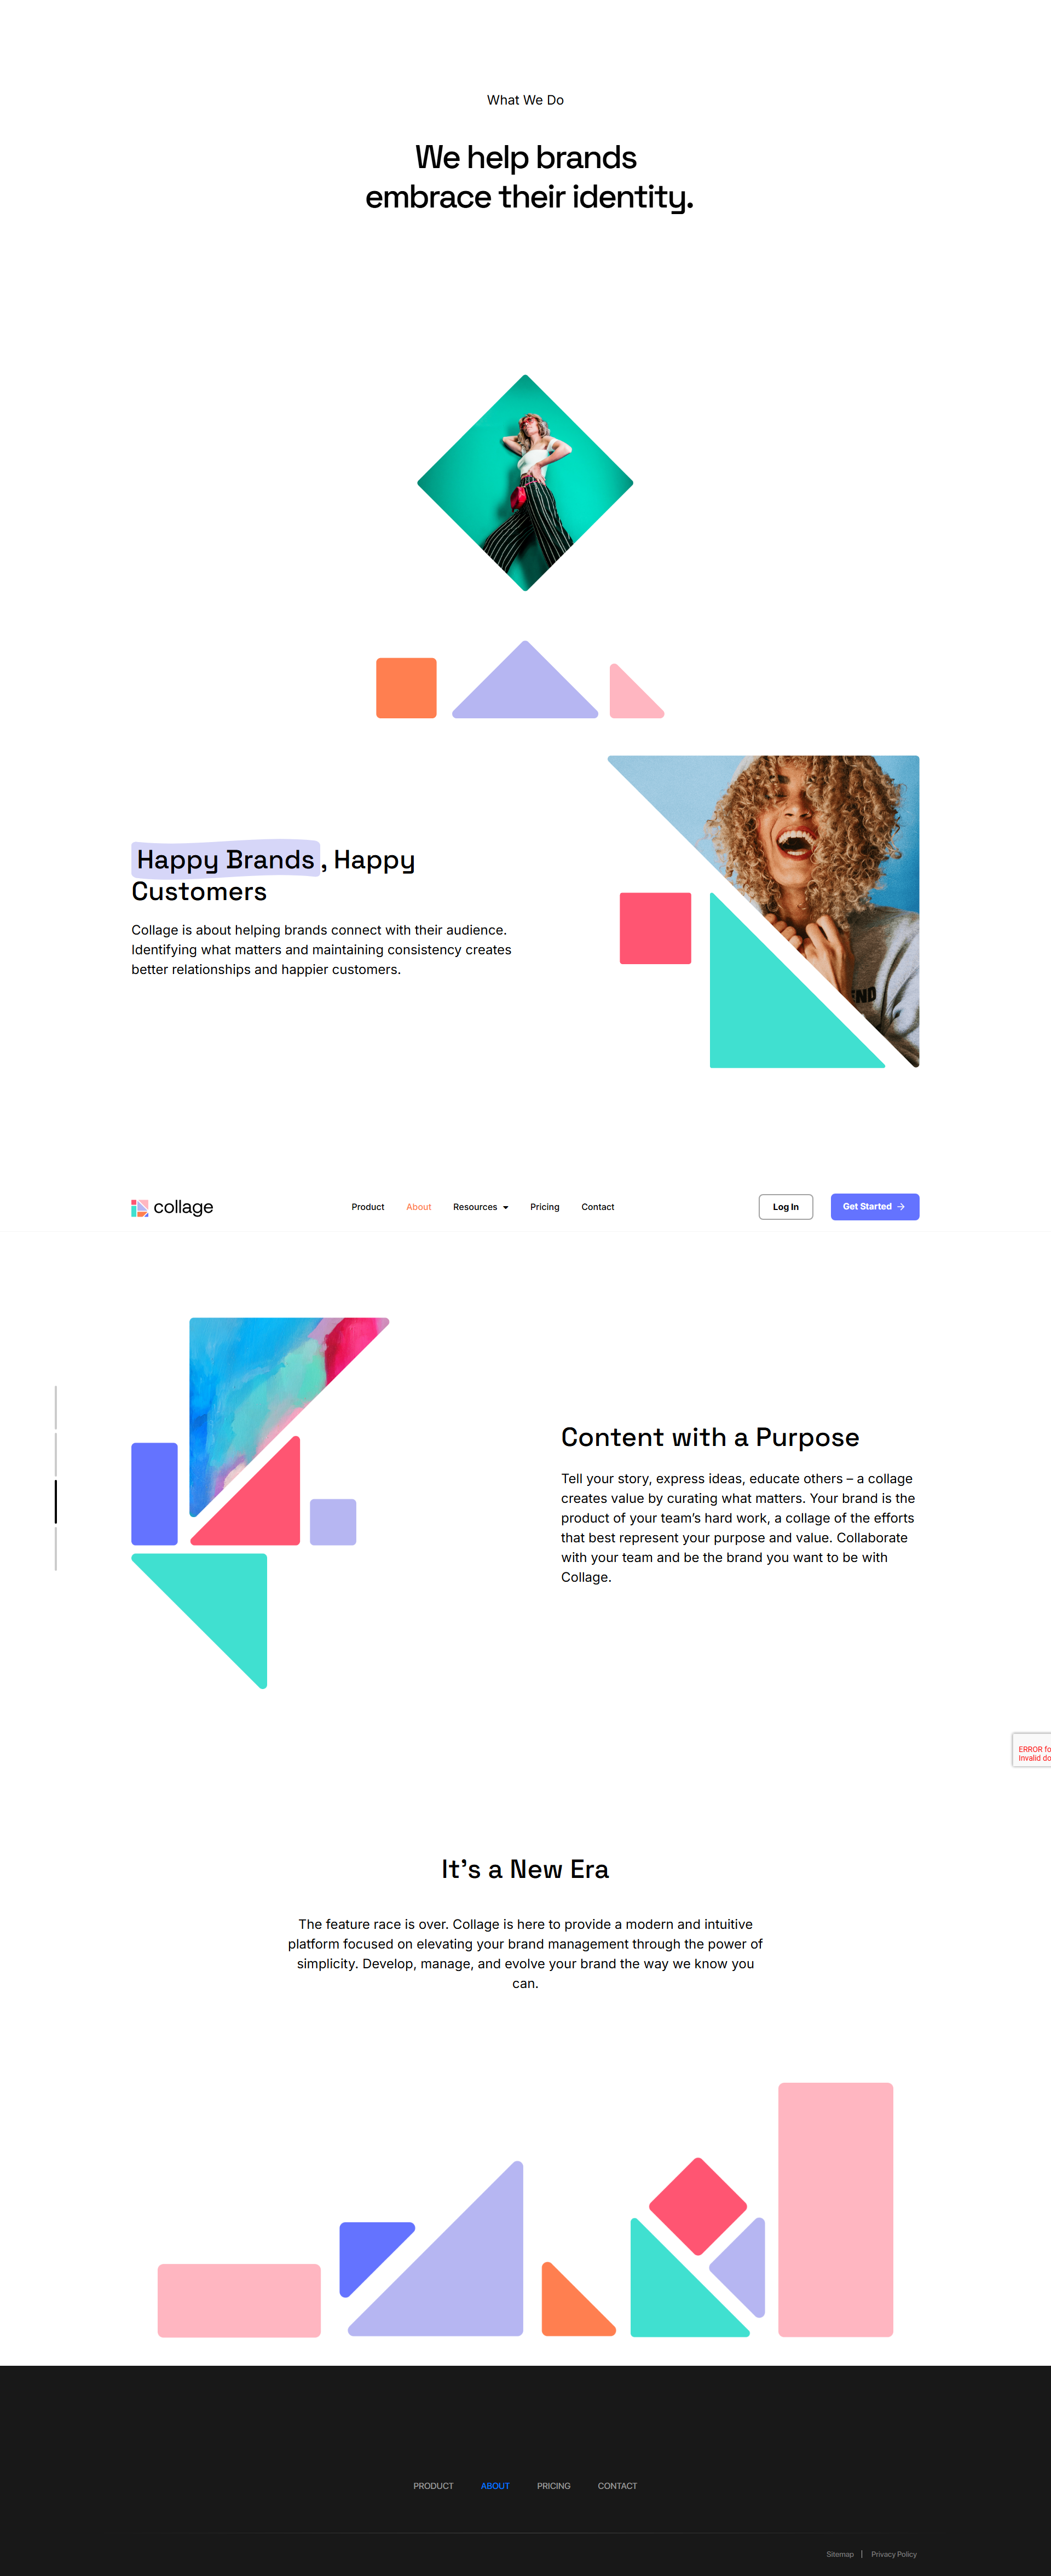 What We Do
We help brands
embrace their identity.
Happy Brands, Happy
Customers
Collage is about helping brands connect with their audience.
Identifying what matters and maintaining consistency creates
better relationships and happier customers.
END
collage
Product
About
Resources
Pricing
Contact
Log In
Get Started
Content with a Purpose
Tell your story, express ideas, educate others – a collage
creates value by curating what matters. Your brand is the
product of your team’s hard work, a collage of the efforts
that best represent your purpose and value. Collaborate
with your team and be the brand you want to be with
Collage.
ERROR fo
Invalid do
It’s a New Era
The feature race is over. Collage is here to provide a modern and intuitive
platform focused on elevating your brand management through the power of
simplicity. Develop, manage, and evolve your brand the way we know you
can.
PRODUCT
ABOUT
PRICING
CONTACT
Sitemap | Privacy Policy